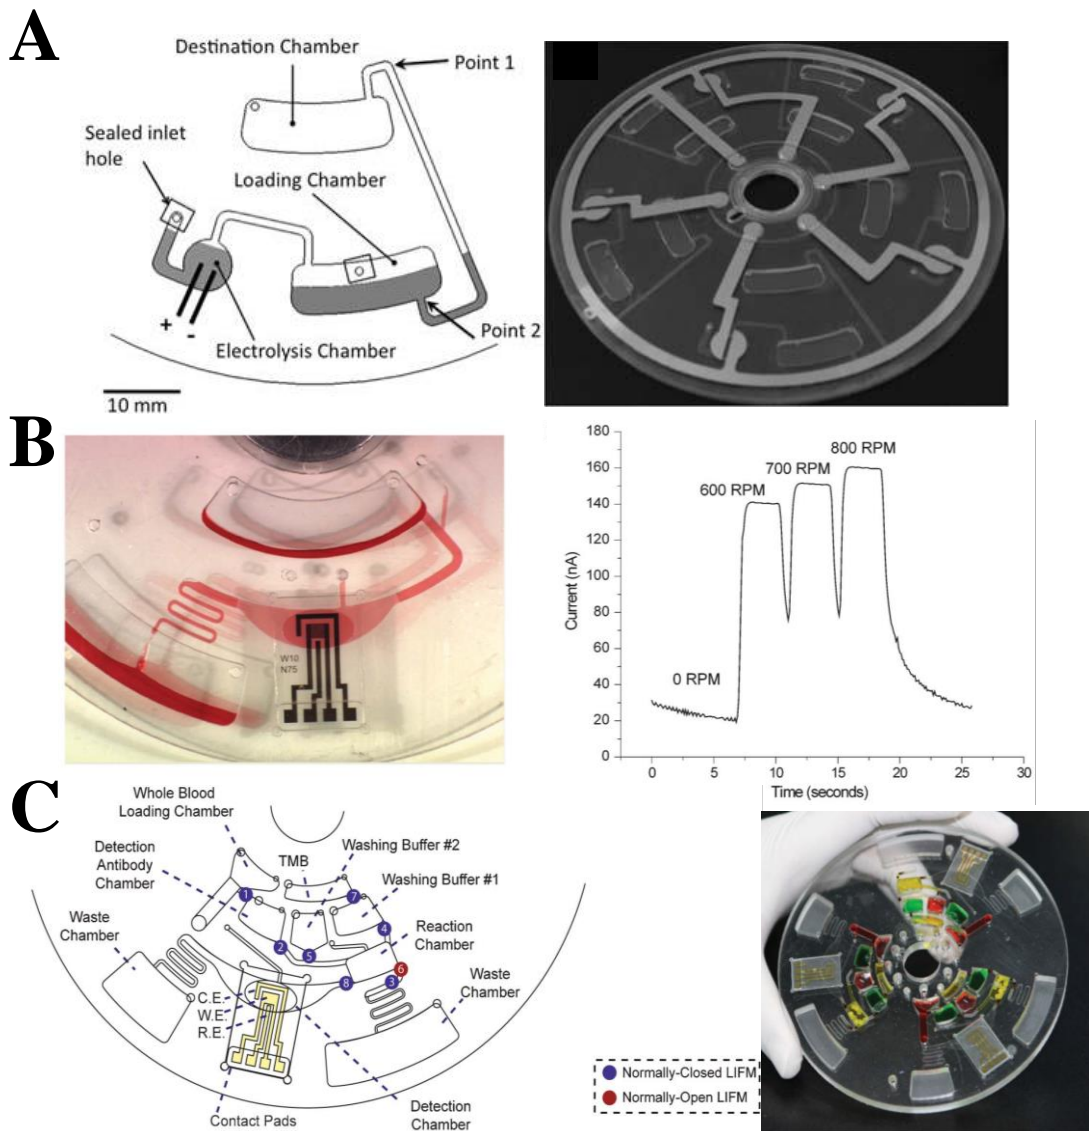 A
Destination Chamber
Point 1
Sealed inlet
hole
Loading Chamber
+
-
Point 2
Electrolysis Chamber
10 mm
B
W10
N75
180
160
140
120
100
80
60
40
20
0
Current (nA)
0 RPM
600 RPM
700 RPM
800 RPM
0
5
10
15
20
25
30
Time (seconds)
C
Whole Blood
Loading Chamber
Detection
Antibody
Chamber
TMB
Washing Buffer #2
Washing Buffer #1
Waste
Chamber
Reaction
Chamber
Waste
Chamber
1
7
4
2
5
6
8
3
C.E.
W.E.
R.E.
Contact Pads
Detection
Chamber
Normally-Closed LIFM
Normally-Open LIFM